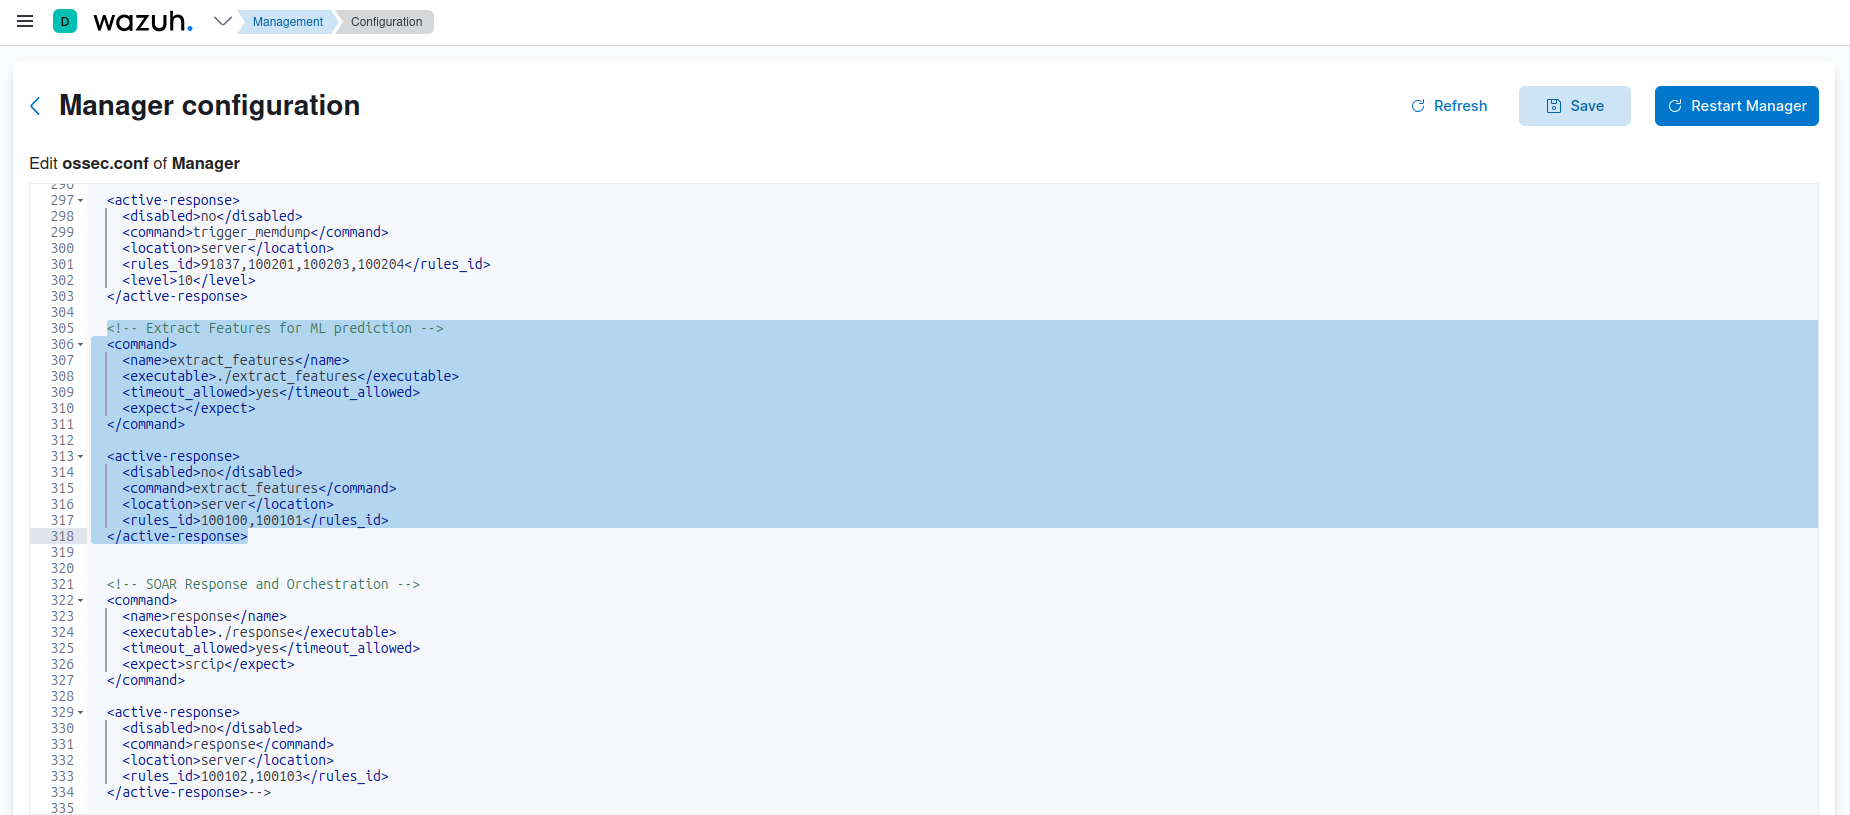 D wazuh. Management Configuration
Manager configuration Refresh Save Restart Manager
Edit ossec.conf of Manager
296
297 <active-response>
298 <disabled>no</disabled>
299 <command>trigger_memdump</command>
300 <location>server</location>
301 <rules_id>91837,100201,100203,100204</rules_id>
302 <level>10</level>
303 </active-response>
304
305 <!-- Extract Features for ML prediction -->
306 <command>
307 <name>extract_features</name>
308 <executable>./extract_features</executable>
309 <timeout_allowed>yes</timeout_allowed>
310 <expect></expect>
311 </command>
312
313 <active-response>
314 <disabled>no</disabled>
315 <command>extract_features</command>
316 <location>server</location>
317 <rules_id>100100,100101</rules_id>
318 </active-response>
319
320
321 <!-- SOAR Response and Orchestration -->
322 <command>
323 <name>response</name>
324 <executable>./response</executable>
325 <timeout_allowed>yes</timeout_allowed>
326 <expect>srcip</expect>
327 </command>
328
329 <active-response>
330 <disabled>no</disabled>
331 <command>response</command>
332 <location>server</location>
333 <rules_id>100102,100103</rules_id>
334 </active-response>-->
335